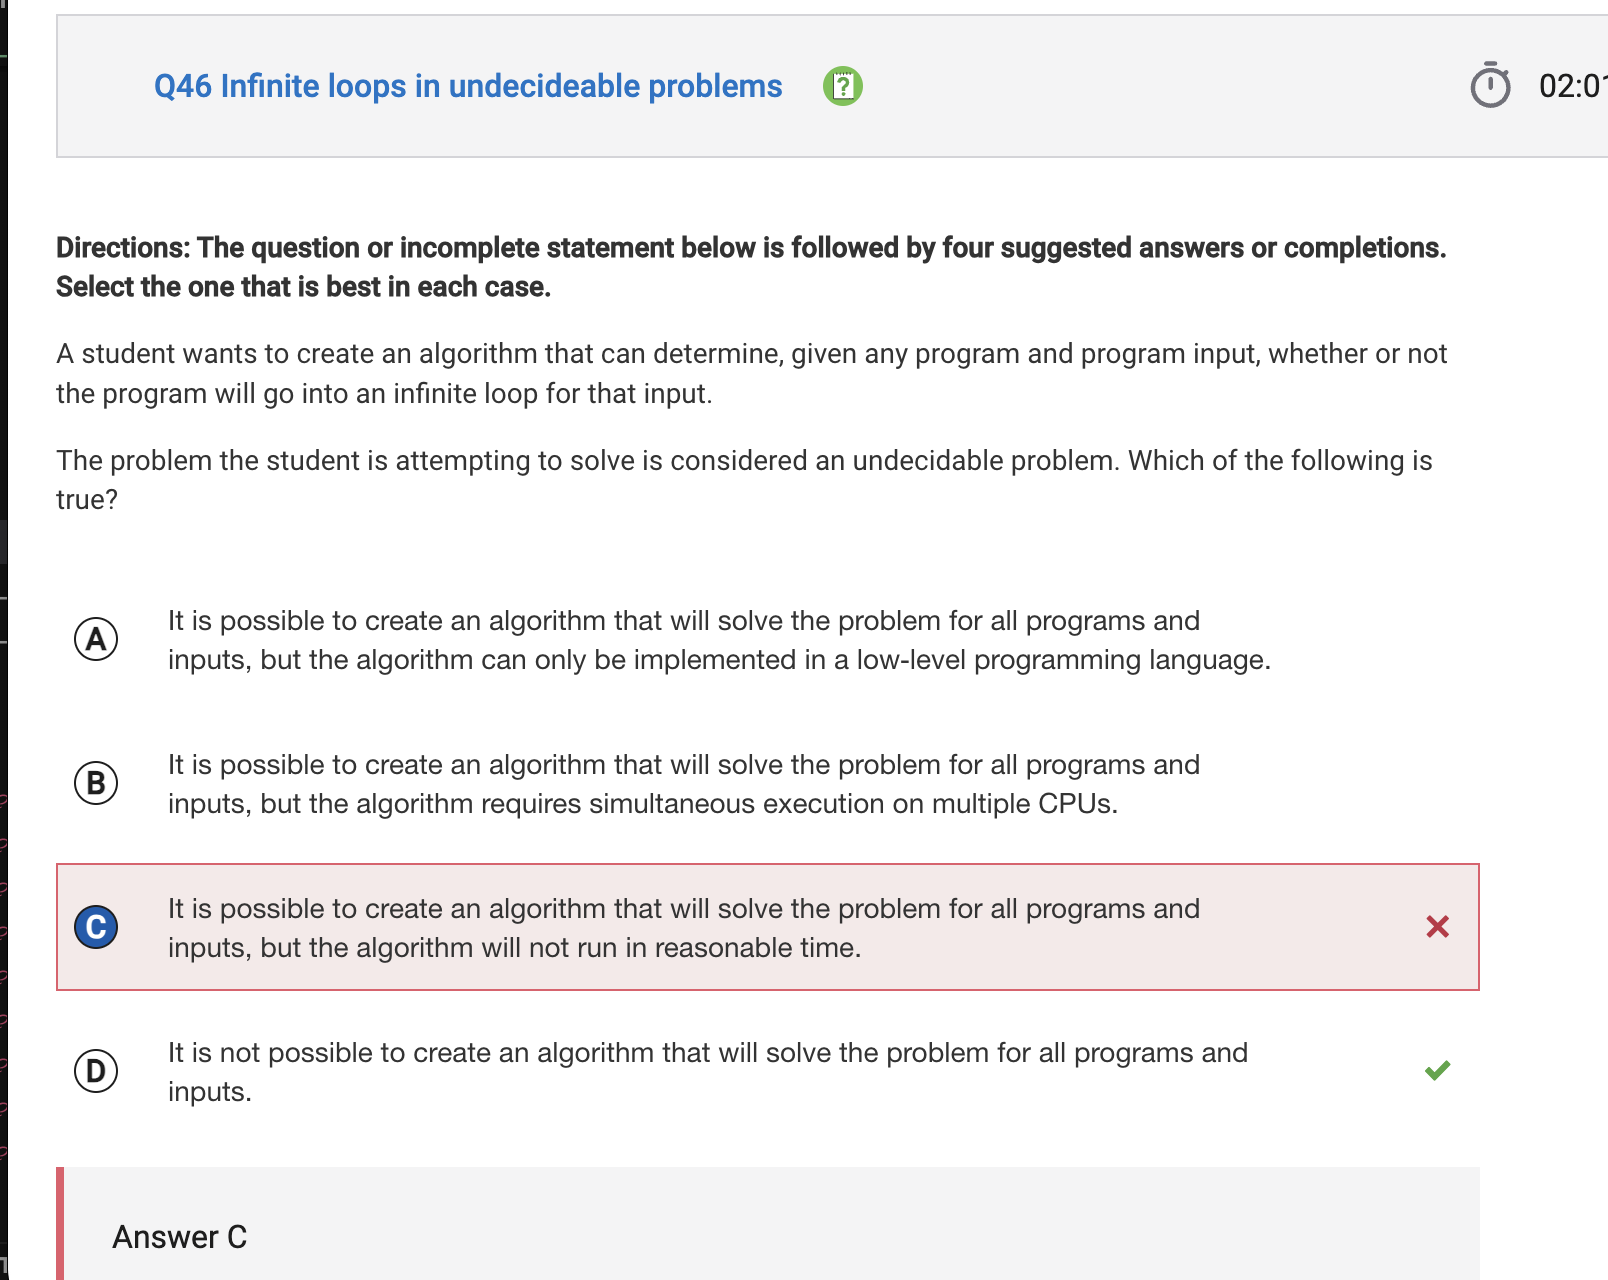 Q46 Infinite loops in undecideable problems
02:01
Directions: The question or incomplete statement below is followed by four suggested answers or completions.
Select the one that is best in each case.
A student wants to create an algorithm that can determine, given any program and program input, whether or not
the program will go into an infinite loop for that input.
The problem the student is attempting to solve is considered an undecidable problem. Which of the following is
true?
A
It is possible to create an algorithm that will solve the problem for all programs and
inputs, but the algorithm can only be implemented in a low-level programming language.
B
It is possible to create an algorithm that will solve the problem for all programs and
inputs, but the algorithm requires simultaneous execution on multiple CPUs.
C
It is possible to create an algorithm that will solve the problem for all programs and
inputs, but the algorithm will not run in reasonable time.
D
It is not possible to create an algorithm that will solve the problem for all programs and
inputs.
Answer C